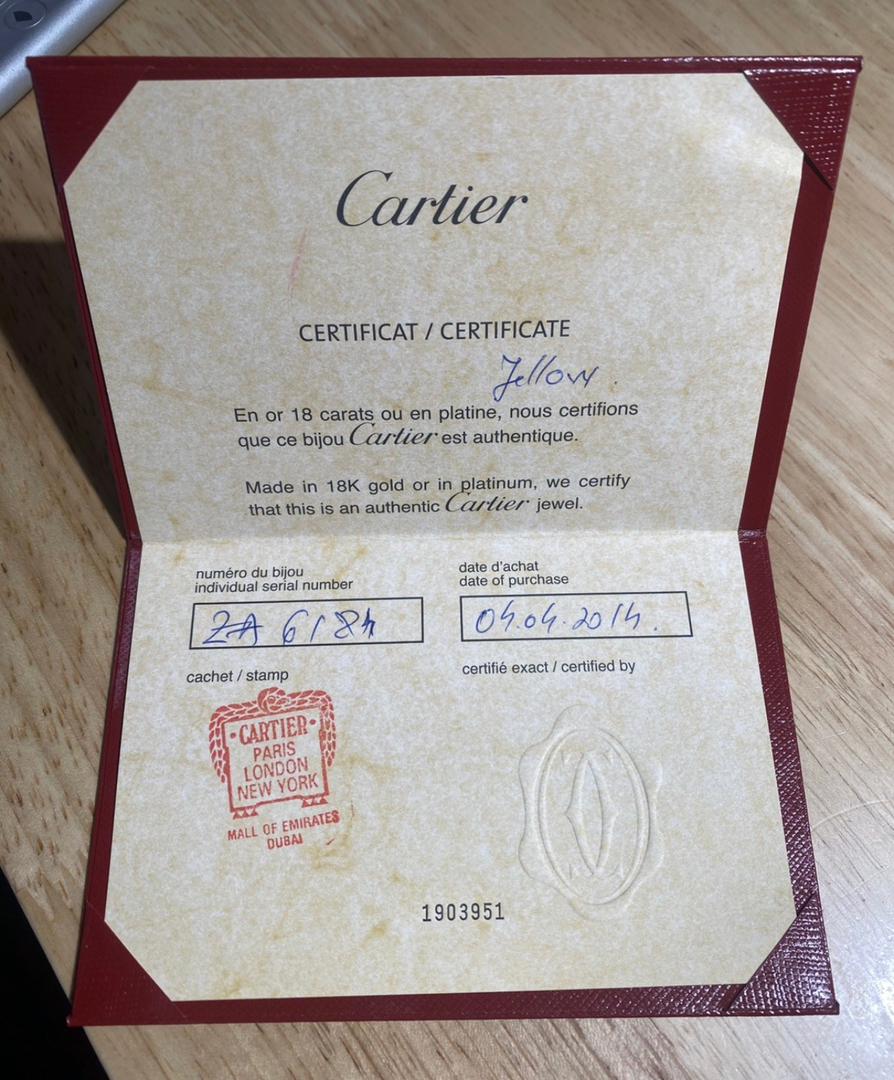 Cartier
CERTIFICAT / CERTIFICATE
Yellow.
En or 18 carats ou en platine, nous certifions
que ce bijou Cartier est authentique.
Made in 18K gold or in platinum, we certify
that this is an authentic Cartier jewel.
numéro du bijou
individual serial number
ZA 6184
date d'achat
date of purchase
04.04.2014.
cachet / stamp
certifié exact / certified by
CARTIER
PARIS
LONDON
NEW YORK
MALL OF EMIRATES
DUBAI
1903951